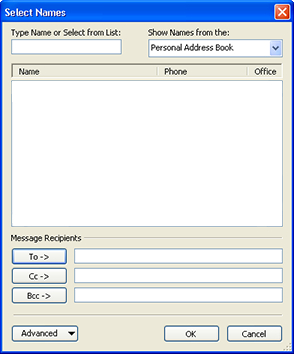 Select Names
Type Name or Select from List: Show Names from the:
Personal Address Book
Name Phone Office
Message Recipients
To ->
Cc ->
Bcc ->
Advanced OK Cancel